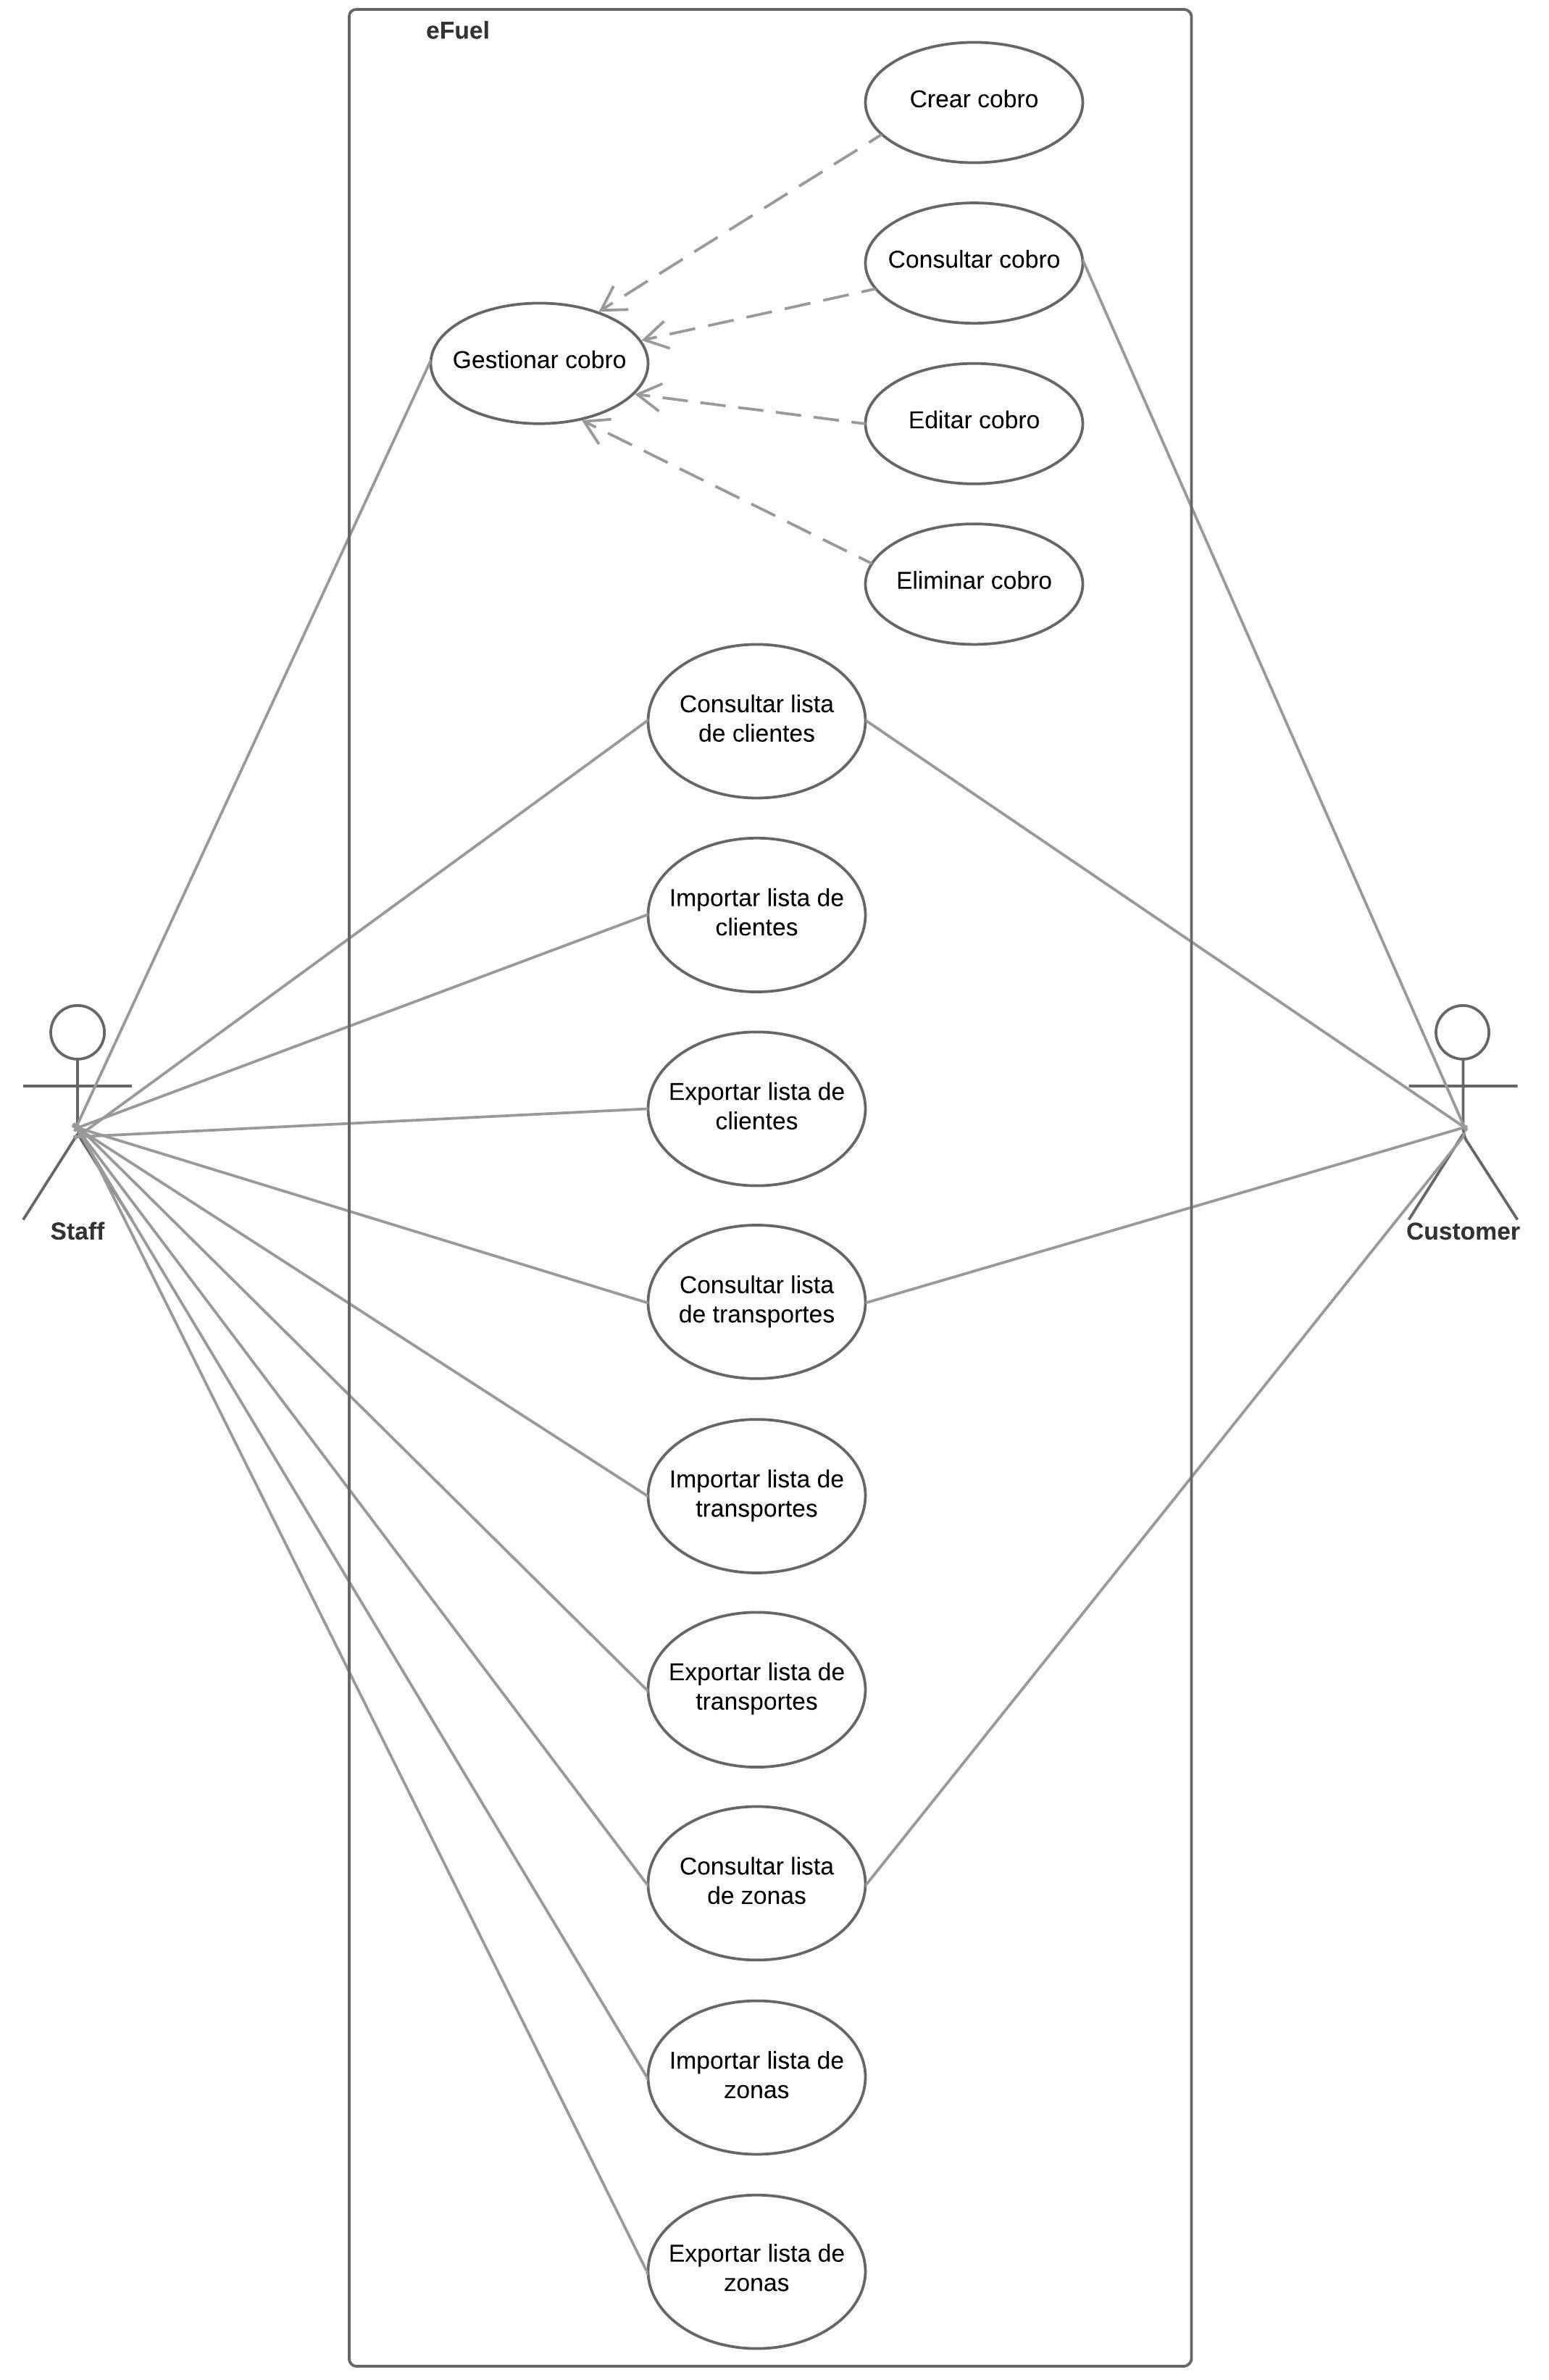 eFuel
Crear cobro
Consultar cobro
Gestionar cobro
Editar cobro
Eliminar cobro
Consultar lista
de clientes
Importar lista de
clientes
Exportar lista de
clientes
Staff
Customer
Consultar lista
de transportes
Importar lista de
transportes
Exportar lista de
transportes
Consultar lista
de zonas
Importar lista de
zonas
Exportar lista de
zonas